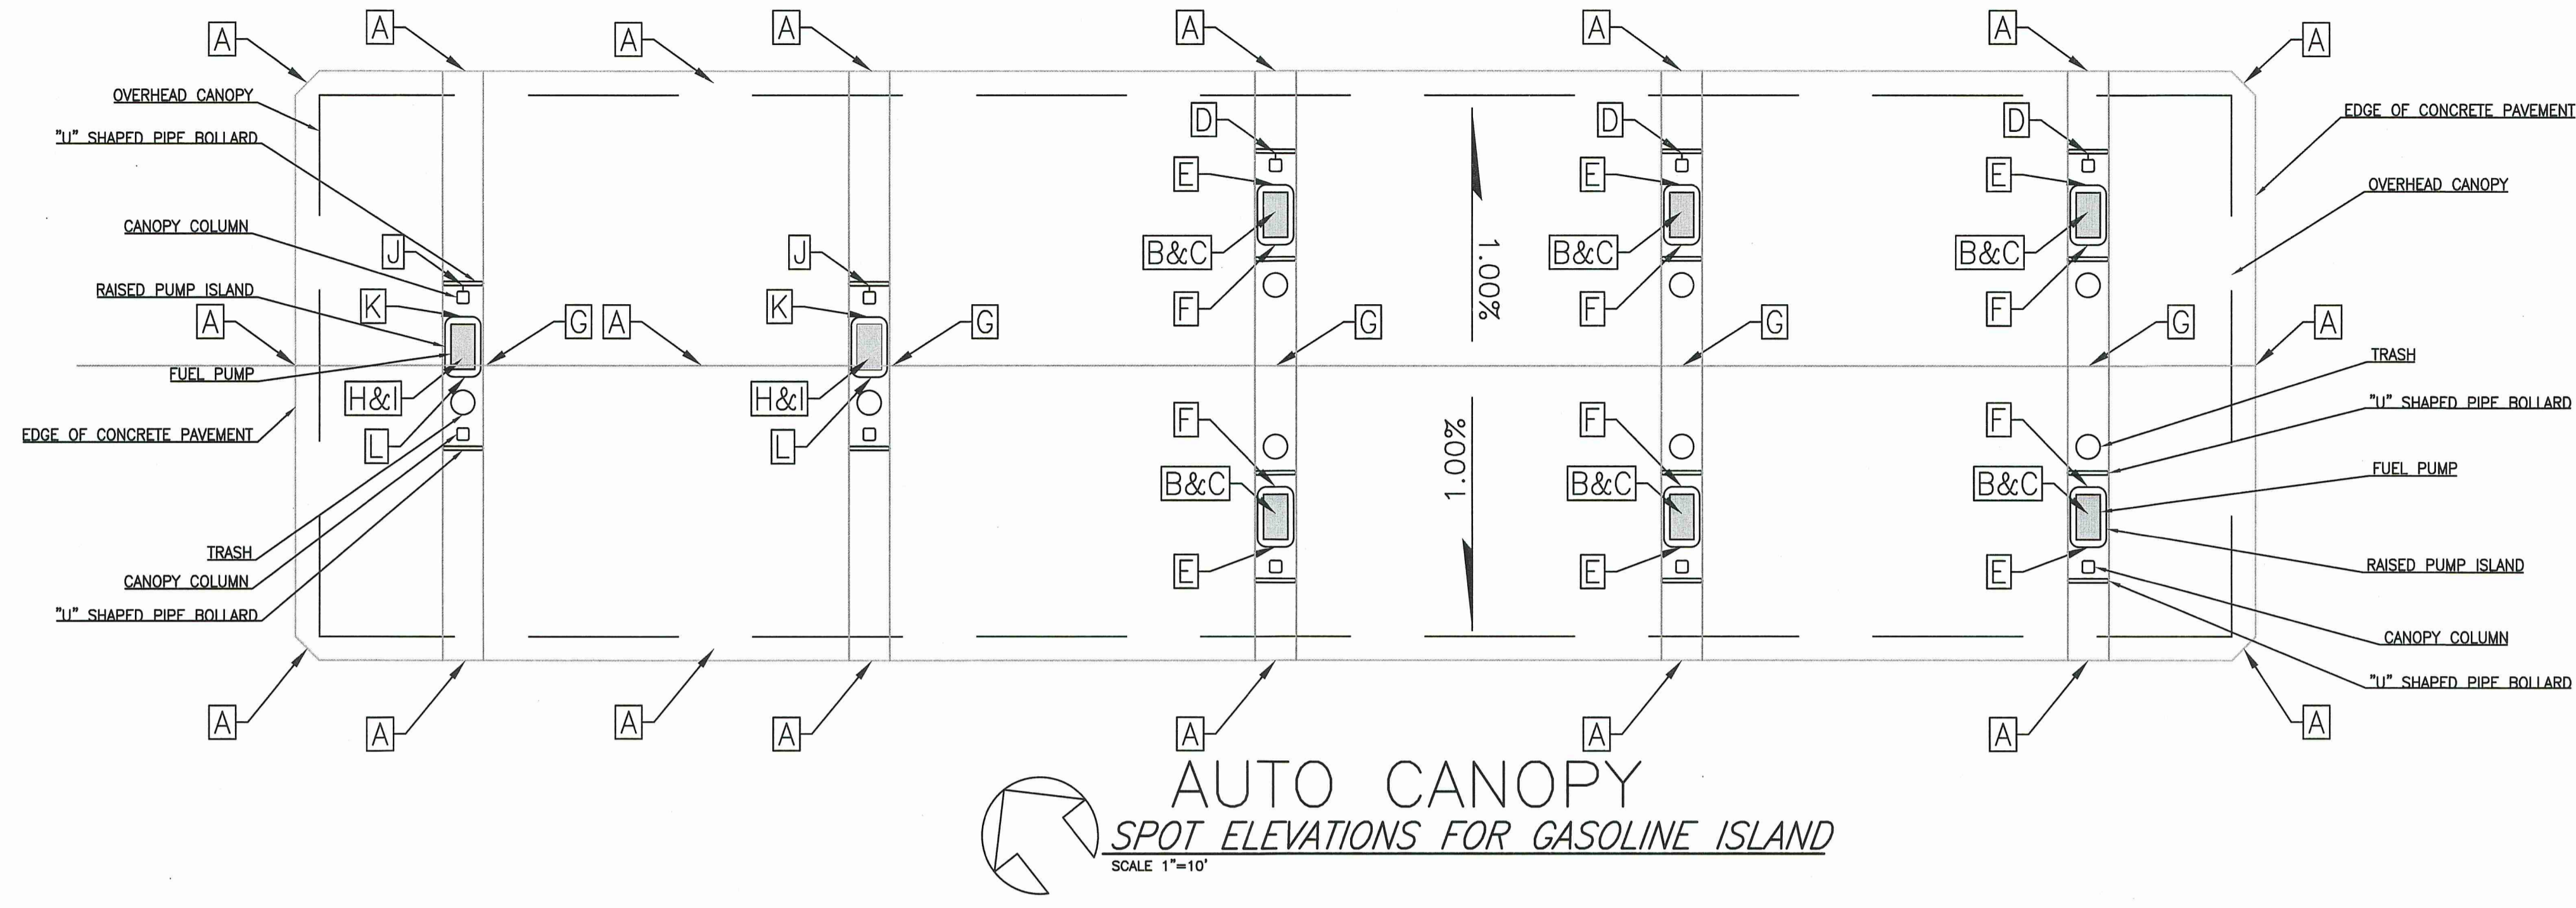 A A A A A A A A
OVERHEAD CANOPY
"U" SHAPED PIPE BOLLARD
D D D
EDGE OF CONCRETE PAVEMENT
E E E
OVERHEAD CANOPY
CANOPY COLUMN
J J B&C B&C B&C
1.00%
RAISED PUMP ISLAND
K K F F F
A G A G G G G A
TRASH
FUEL PUMP
H&I H&I
"U" SHAPED PIPE BOLLARD
EDGE OF CONCRETE PAVEMENT
L L F F F
1.00%
FUEL PUMP
B&C B&C B&C
TRASH
E E E
RAISED PUMP ISLAND
CANOPY COLUMN
"U" SHAPED PIPE BOLLARD
CANOPY COLUMN
"U" SHAPED PIPE BOLLARD
A A A A A A A A
AUTO CANOPY
SPOT ELEVATIONS FOR GASOLINE ISLAND
SCALE 1"=10'